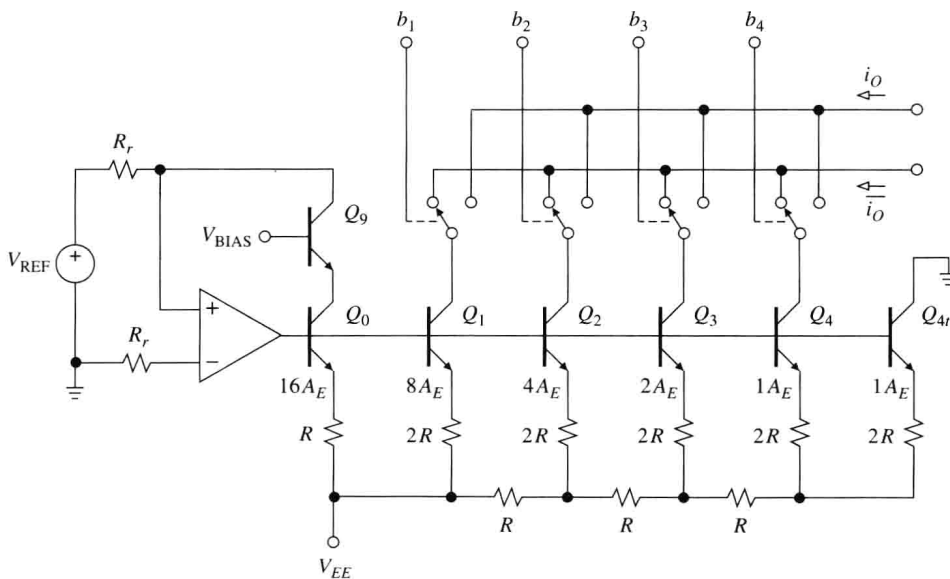 b1 b2 b3 b4
iO
Rr
iO
Q9
VBIAS
VREF
Rr
+
−
+
Q0 Q1 Q2 Q3 Q4
16AE 8AE 4AE 2AE 1AE 1AE
R 2R 2R 2R 2R 2R
R R R
VEE